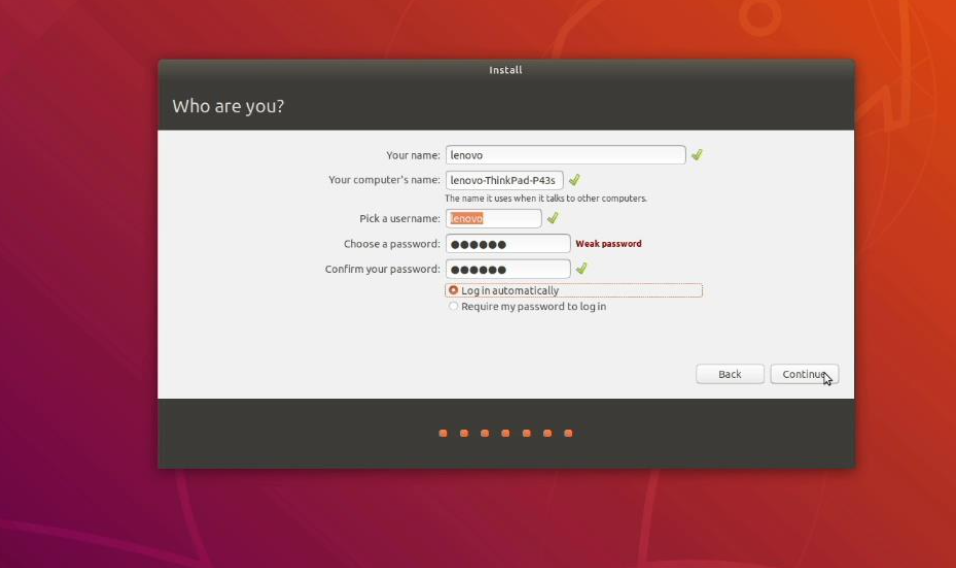 Install
Who are you?
Your name: lenovo
Your computer's name: lenovo-ThinkPad-P43s
The name it uses when it talks to other computers.
Pick a username: lenovo
Choose a password: ●●●●●● Weak password
Confirm your password: ●●●●●●
Log in automatically
Require my password to log in
Back Continue